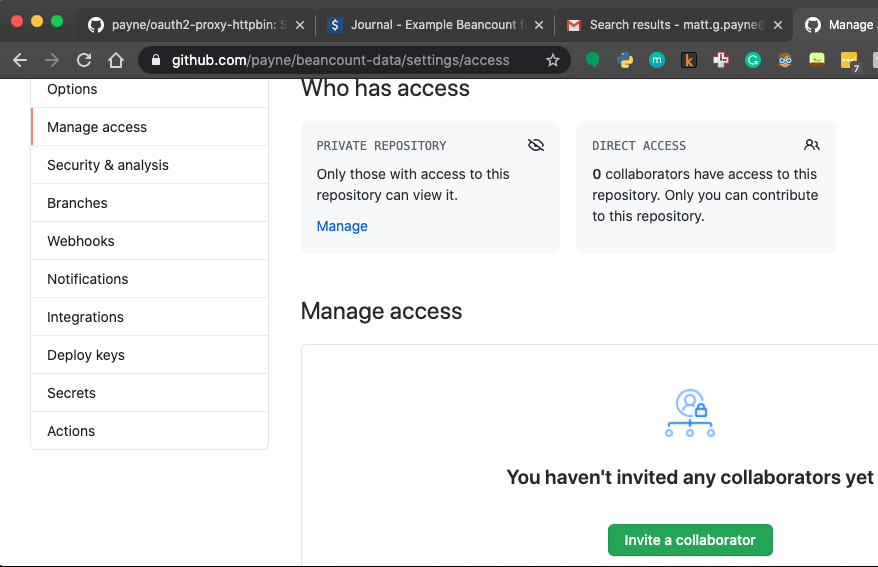 payne/oauth2-proxy-httpbin: S
Journal - Example Beancount f
Search results - matt.g.payne@
Manage
github.com/payne/beancount-data/settings/access
7
Options
Manage access
Security & analysis
Branches
Webhooks
Notifications
Integrations
Deploy keys
Secrets
Actions
Who has access
PRIVATE REPOSITORY
Only those with access to this
repository can view it.
Manage
DIRECT ACCESS
0 collaborators have access to this
repository. Only you can contribute
to this repository.
Manage access
You haven't invited any collaborators yet
Invite a collaborator